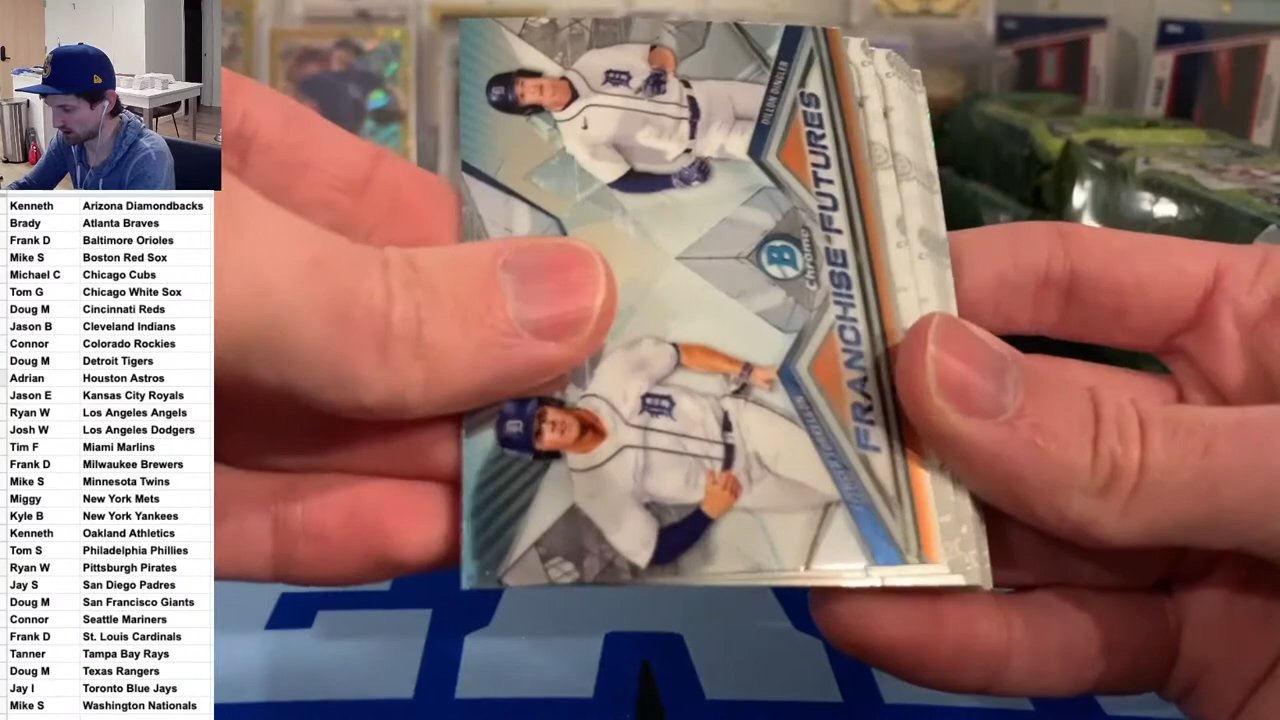 Kenneth Arizona Diamondbacks
Brady Atlanta Braves
Frank D Baltimore Orioles
Mike S Boston Red Sox
Michael C Chicago Cubs
Tom G Chicago White Sox
Doug M Cincinnati Reds
Jason B Cleveland Indians
Connor Colorado Rockies
Doug M Detroit Tigers
Adrian Houston Astros
Jason E Kansas City Royals
Ryan W Los Angeles Angels
Josh W Los Angeles Dodgers
Tim F Miami Marlins
Frank D Milwaukee Brewers
Mike S Minnesota Twins
Miggy New York Mets
Kyle B New York Yankees
Kenneth Oakland Athletics
Tom S Philadelphia Phillies
Ryan W Pittsburgh Pirates
Jay S San Diego Padres
Doug M San Francisco Giants
Connor Seattle Mariners
Frank D St. Louis Cardinals
Tanner Tampa Bay Rays
Doug M Texas Rangers
Jay I Toronto Blue Jays
Mike S Washington Nationals
DILLON DINGLER
FRANCHISE FUTURES
B
chrome
D
D
D